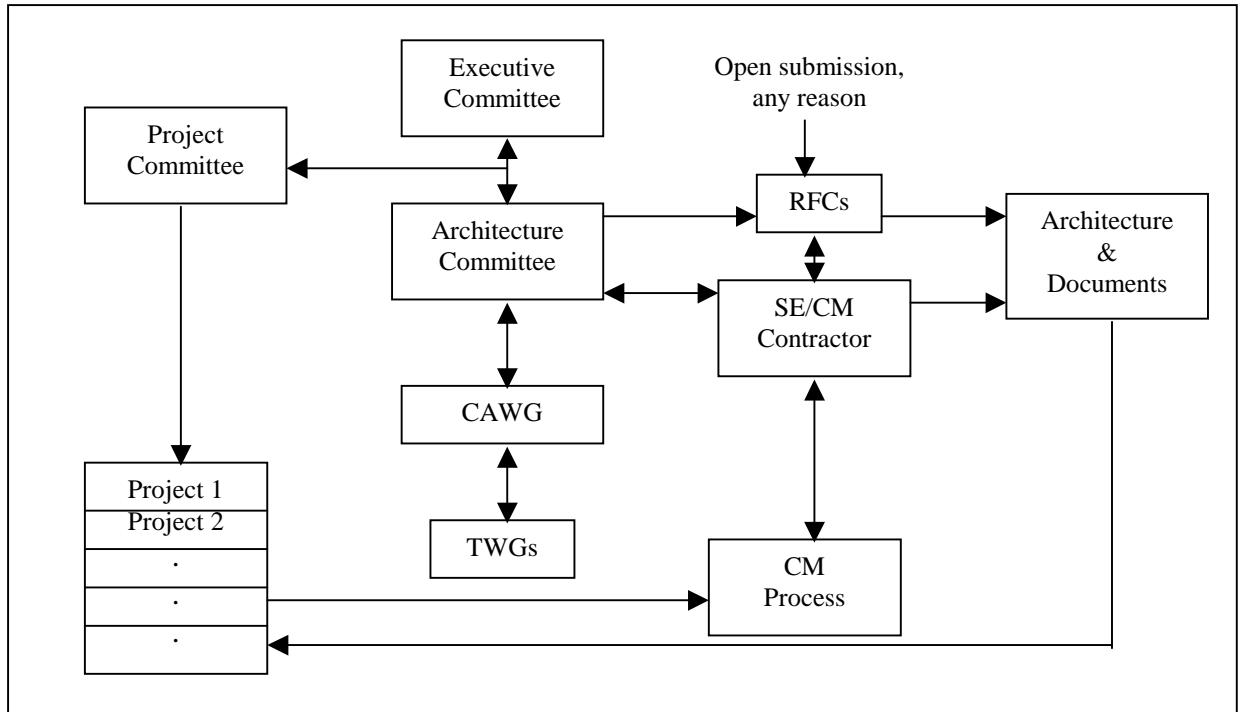 Executive
Committee
Open submission,
any reason
Project
Committee
RFCs
Architecture
Committee
Architecture
&
Documents
SE/CM
Contractor
CAWG
Project 1
Project 2
.
.
.
TWGs
CM
Process